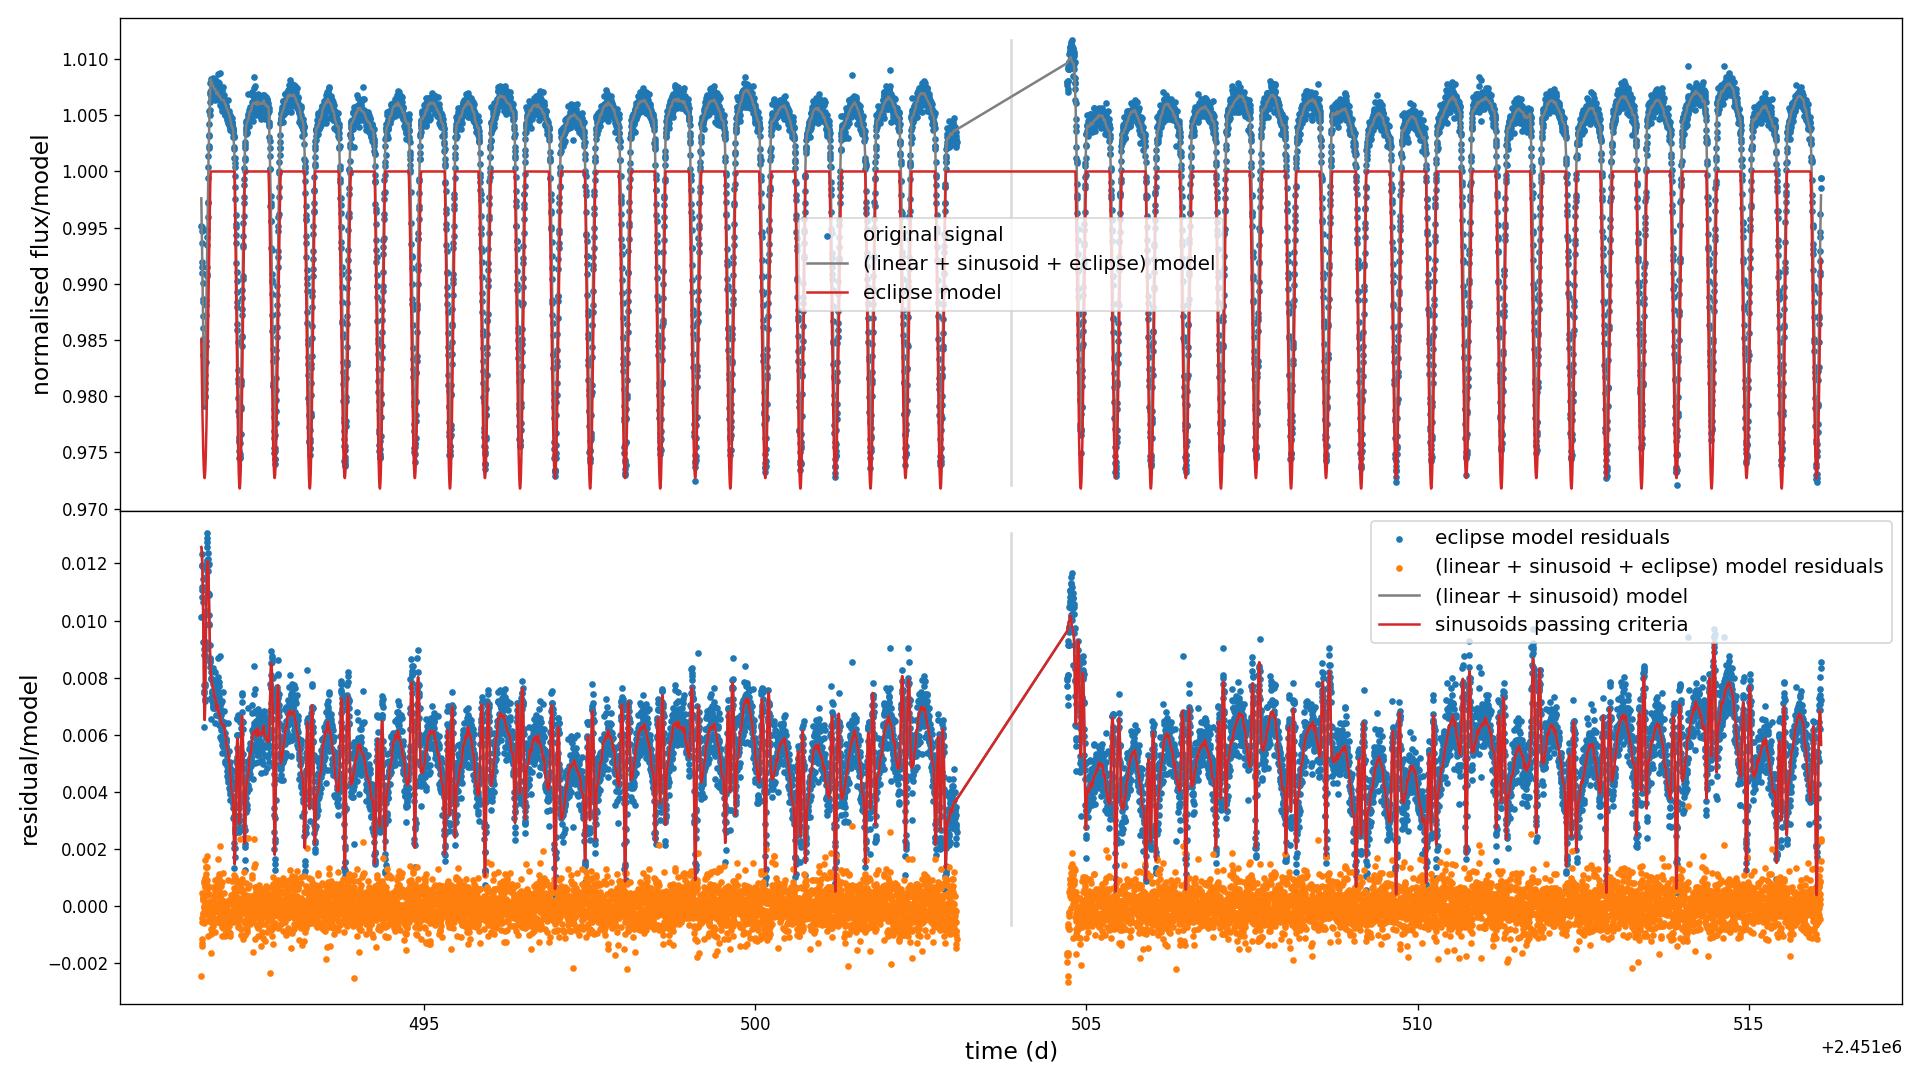 normalised flux/model
1.010
1.005
1.000
0.995
0.990
0.985
0.980
0.975
0.970
original signal
(linear + sinusoid + eclipse) model
eclipse model
residual/model
0.012
0.010
0.008
0.006
0.004
0.002
0.000
−0.002
eclipse model residuals
(linear + sinusoid + eclipse) model residuals
(linear + sinusoid) model
sinusoids passing criteria
495
500
505
510
515
time (d)
+2.451e6